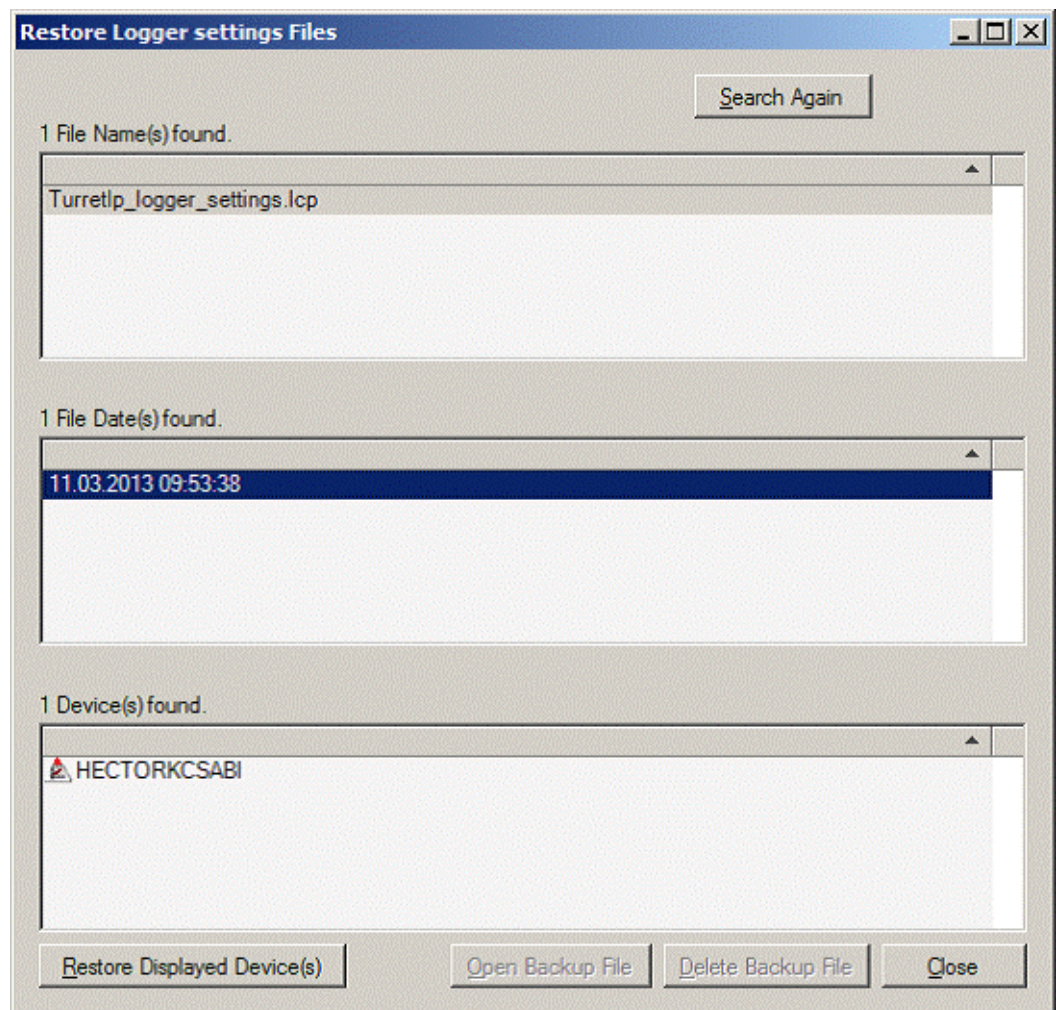 Restore Logger settings Files
Search Again
1 File Name(s) found.
Turretlp_logger_settings.lcp
1 File Date(s) found.
11.03.2013 09:53:38
1 Device(s) found.
HECTORKCSABI
Restore Displayed Device(s) Open Backup File Delete Backup File Close